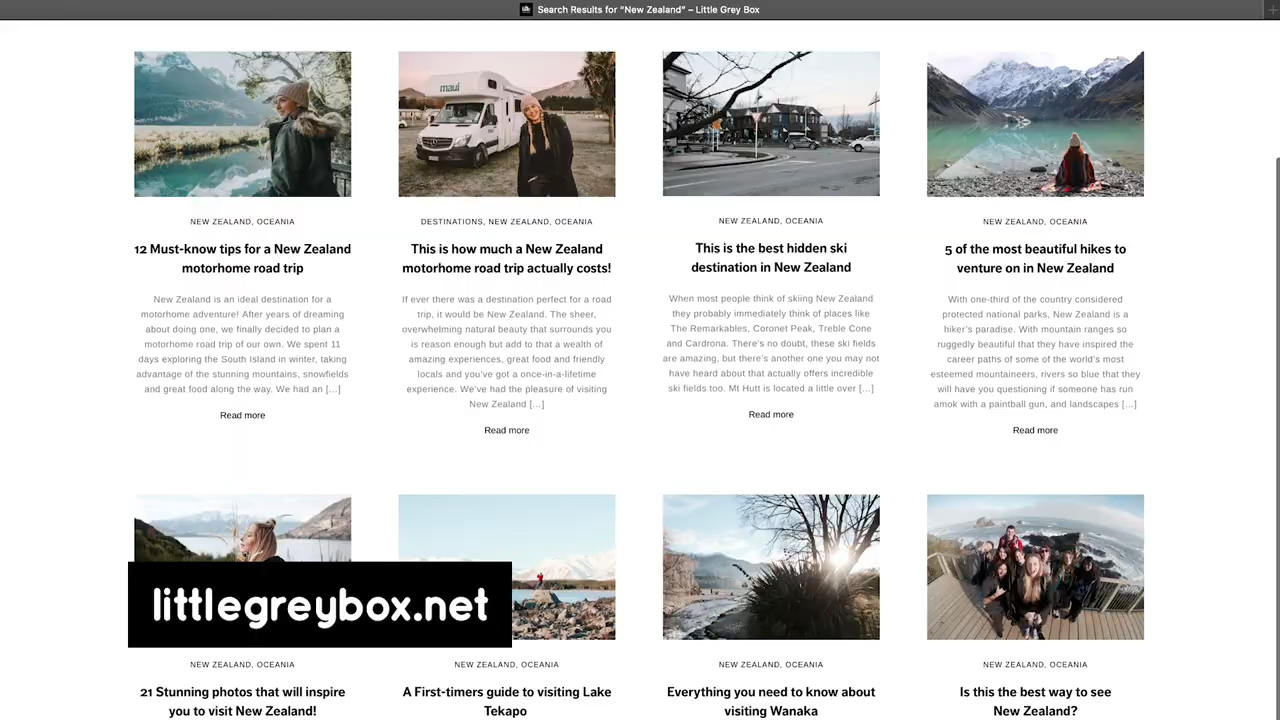 Search Results for “New Zealand” – Little Grey Box
maui
NEW ZEALAND, OCEANIA
12 Must-know tips for a New Zealand
motorhome road trip
New Zealand is an ideal destination for a
motorhome adventure! After years of dreaming
about doing one, we finally decided to plan a
motorhome road trip of our own. We spent 11
days exploring the South Island in winter, taking
advantage of the stunning mountains, snowfields
and great food along the way. We had an […]
Read more
DESTINATIONS, NEW ZEALAND, OCEANIA
This is how much a New Zealand
motorhome road trip actually costs!
If ever there was a destination perfect for a road
trip, it would be New Zealand. The sheer,
overwhelming natural beauty that surrounds you
is reason enough but add to that a wealth of
amazing experiences, great food and friendly
locals and you’ve got a once-in-a-lifetime
experience. We’ve had the pleasure of visiting
New Zealand […]
Read more
NEW ZEALAND, OCEANIA
This is the best hidden ski
destination in New Zealand
When most people think of skiing New Zealand
they probably immediately think of places like
The Remarkables, Coronet Peak, Treble Cone
and Cardrona. There’s no doubt, these ski fields
are amazing, but there’s another one you may not
have heard about that actually offers incredible
ski fields too. Mt Hutt is located a little over […]
Read more
NEW ZEALAND, OCEANIA
5 of the most beautiful hikes to
venture on in New Zealand
With one-third of the country considered
protected national parks, New Zealand is a
hiker’s paradise. With mountain ranges so
ruggedly beautiful that they have inspired the
career paths of some of the world’s most
esteemed mountaineers, rivers so blue that they
will have you questioning if someone has run
amok with a paintball gun, and landscapes […]
Read more
littlegreybox.net
NEW ZEALAND, OCEANIA
21 Stunning photos that will inspire
you to visit New Zealand!
NEW ZEALAND, OCEANIA
A First-timers guide to visiting Lake
Tekapo
NEW ZEALAND, OCEANIA
Everything you need to know about
visiting Wanaka
NEW ZEALAND, OCEANIA
Is this the best way to see
New Zealand?